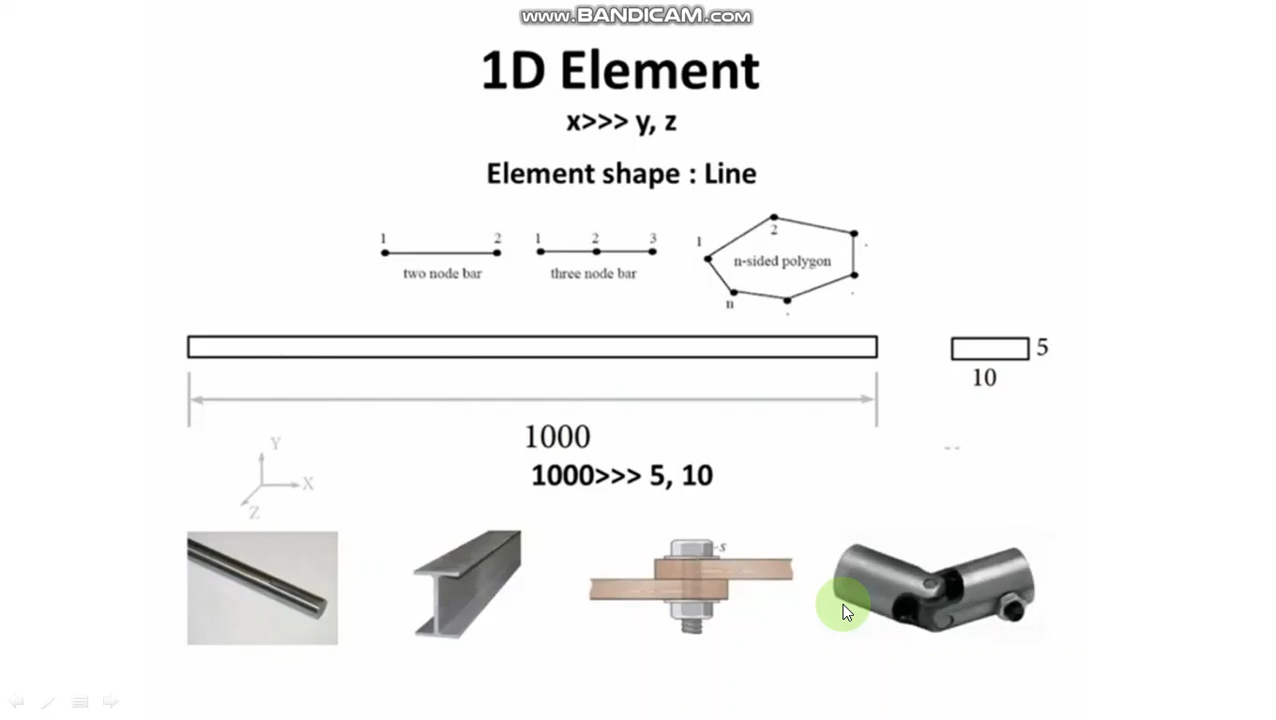 www.BANDICAM.com
1D Element
x>>> y, z
Element shape : Line
1 2 1 2 3 1 2
two node bar three node bar n-sided polygon
n
5
10
1000
1000>>> 5, 10
Y
X
Z
s